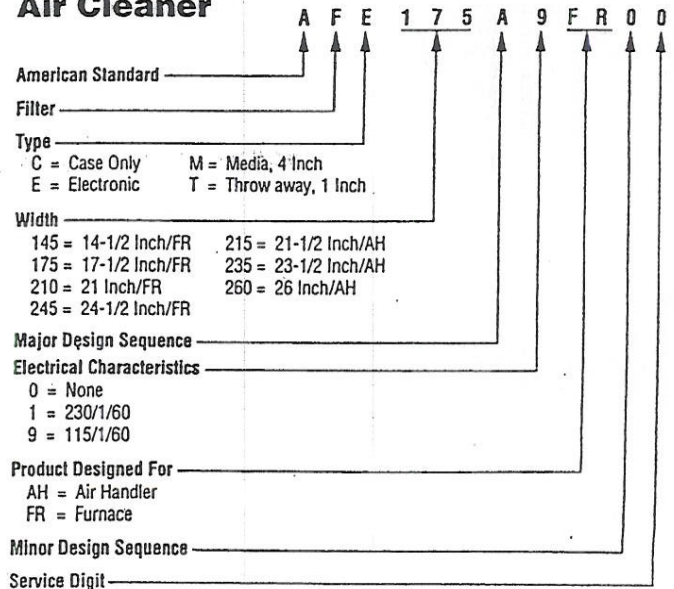 Air Cleaner
A F E 1 7 5 A 9 F R 0 0
American Standard
Filter
Type
C = Case Only M = Media, 4 Inch
E = Electronic T = Throw away, 1 Inch
Width
145 = 14-1/2 Inch/FR 215 = 21-1/2 Inch/AH
175 = 17-1/2 Inch/FR 235 = 23-1/2 Inch/AH
210 = 21 Inch/FR 260 = 26 Inch/AH
245 = 24-1/2 Inch/FR
Major Design Sequence
Electrical Characteristics
0 = None
1 = 230/1/60
9 = 115/1/60
Product Designed For
AH = Air Handler
FR = Furnace
Minor Design Sequence
Service Digit